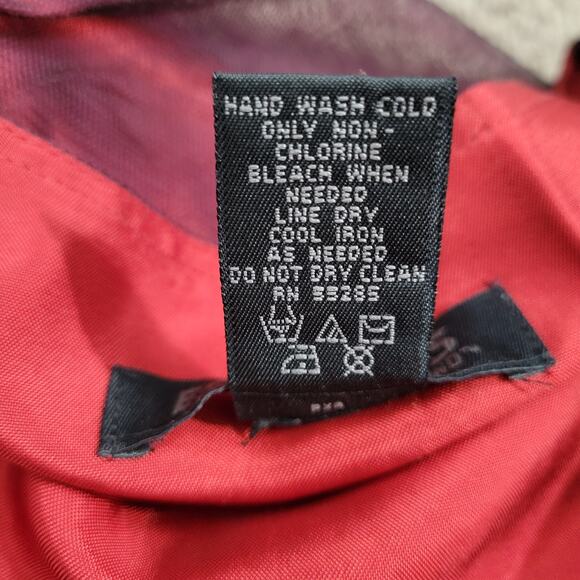 HAND WASH COLD
ONLY NON-
CHLORINE
BLEACH WHEN
NEEDED
LINE DRY
COOL IRON
AS NEEDED
DO NOT DRY CLEAN
RN 99285